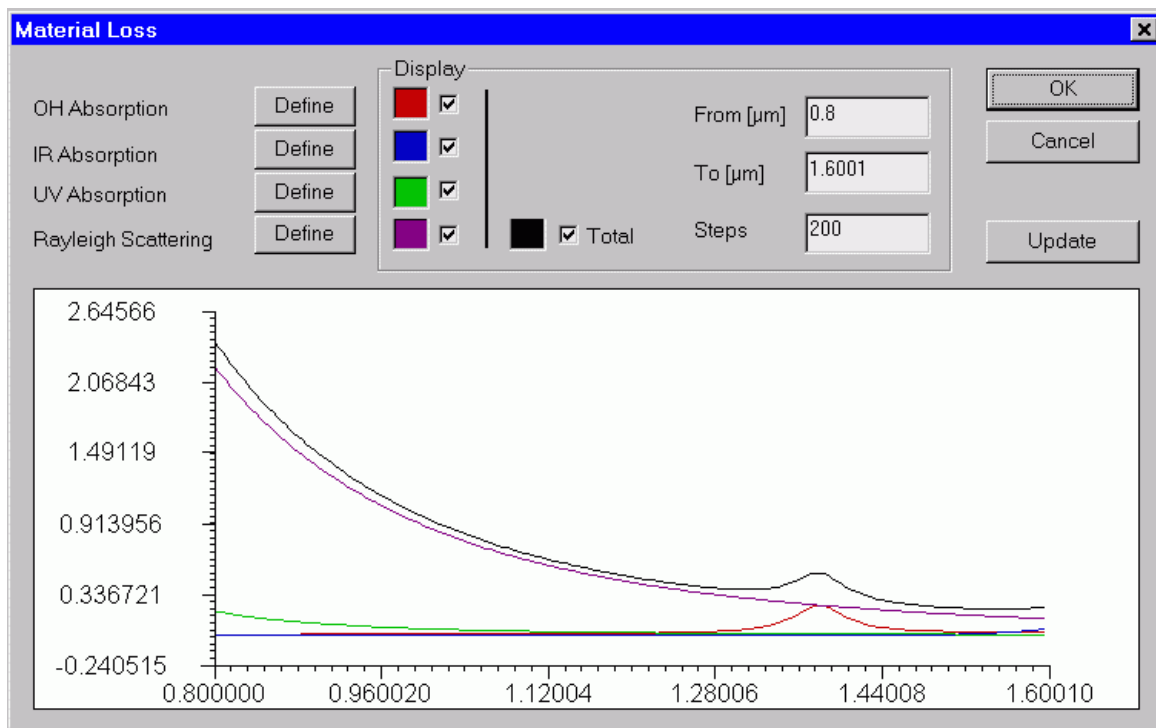 Material Loss
Display
OH Absorption Define
IR Absorption Define
UV Absorption Define
Rayleigh Scattering Define
Total
From [µm] 0.8
To [µm] 1.6001
Steps 200
OK
Cancel
Update
2.64566
2.06843
1.49119
0.913956
0.336721
-0.240515
0.800000 0.960020 1.12004 1.28006 1.44008 1.60010